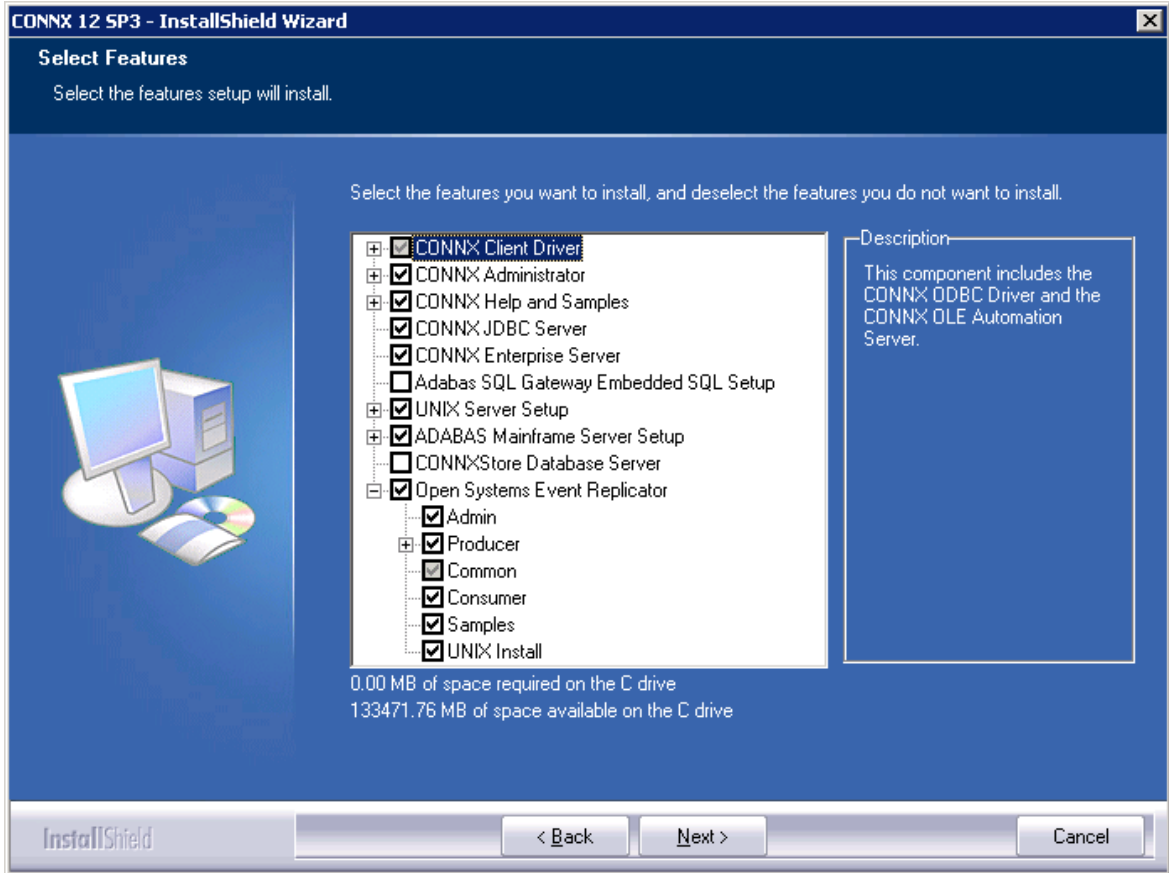 CONNX 12 SP3 - InstallShield Wizard
Select Features
Select the features setup will install.
Select the features you want to install, and deselect the features you do not want to install.
CONNX Client Driver
CONNX Administrator
CONNX Help and Samples
CONNX JDBC Server
CONNX Enterprise Server
Adabas SQL Gateway Embedded SQL Setup
UNIX Server Setup
ADABAS Mainframe Server Setup
CONNXStore Database Server
Open Systems Event Replicator
Admin
Producer
Common
Consumer
Samples
UNIX Install
Description
This component includes the
CONNX ODBC Driver and the
CONNX OLE Automation
Server.
0.00 MB of space required on the C drive
133471.76 MB of space available on the C drive
InstallShield
< Back
Next >
Cancel